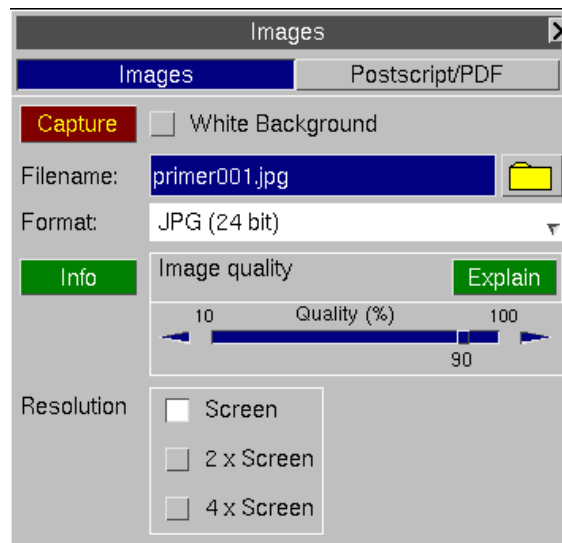 Images
Images Postscript/PDF
Capture White Background
Filename: primer001.jpg
Format: JPG (24 bit)
Info Image quality Explain
10 Quality (%) 100
90
Resolution Screen
2 x Screen
4 x Screen